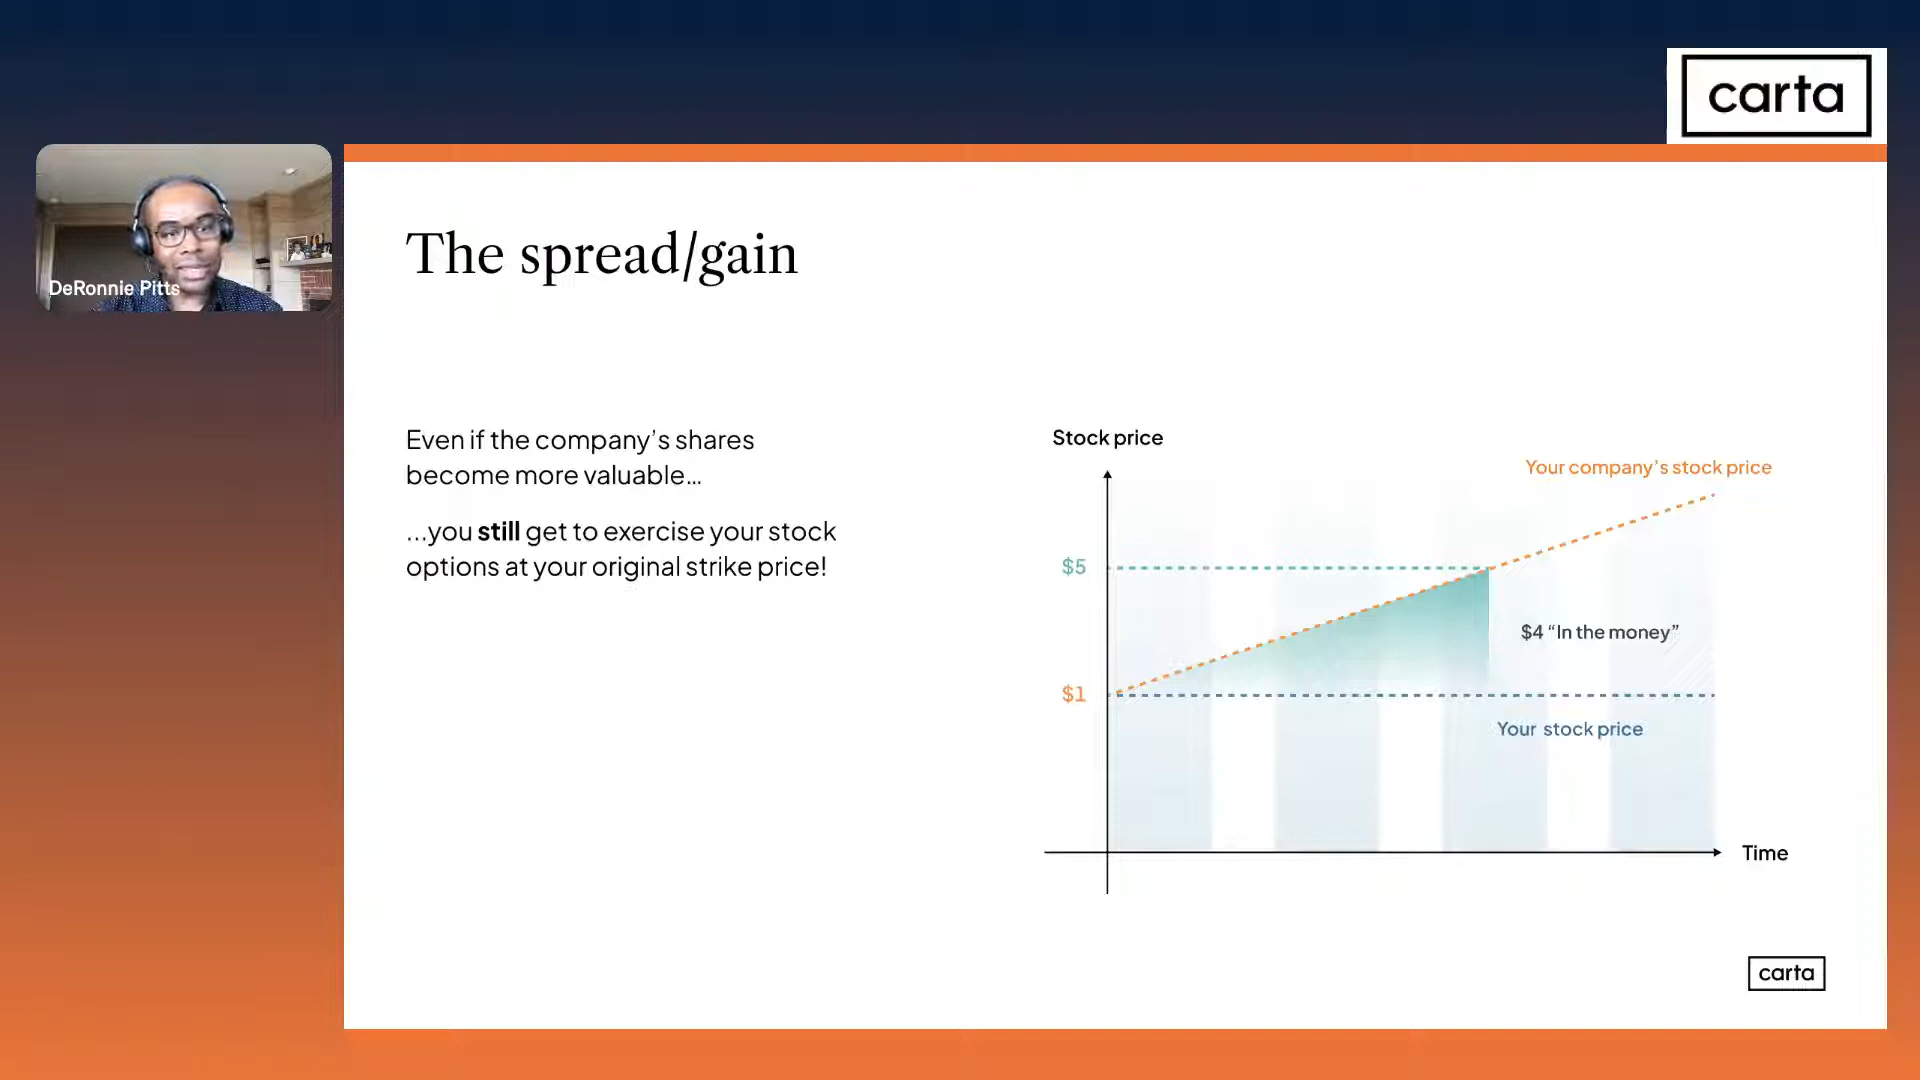 carta
DeRonnie Pitts
The spread/gain
Even if the company’s shares
become more valuable...
...you still get to exercise your stock
options at your original strike price!
Stock price
Your company’s stock price
$5
$4 “In the money”
$1
Your stock price
Time
carta